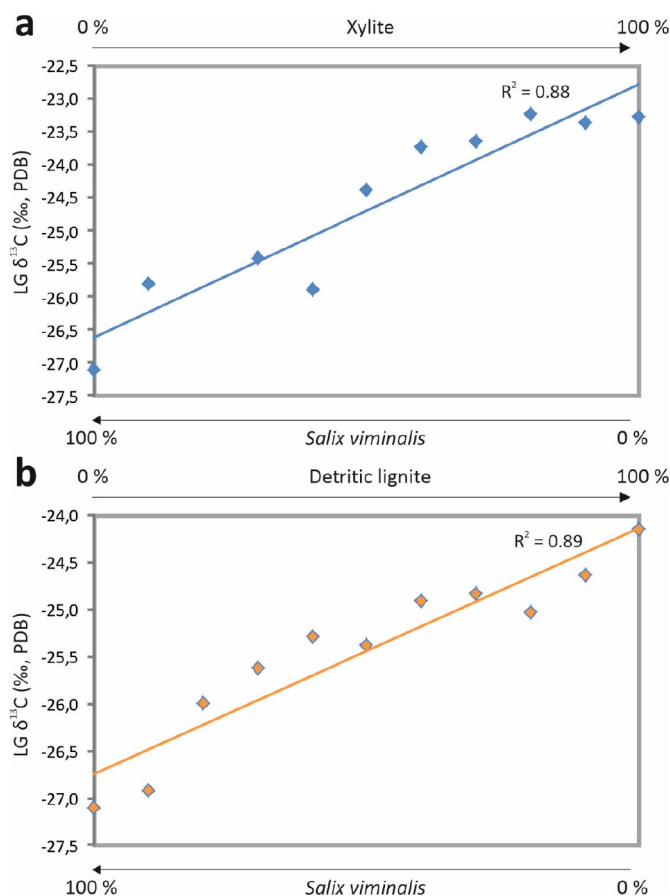 a
0 % Xylite 100 %
-22,5
-23,0
-23,5
-24,0
-24,5
-25,0
-25,5
-26,0
-26,5
-27,0
-27,5
LG δ¹³C (‰, PDB)
R² = 0.88
100 % Salix viminalis 0 %
b
0 % Detritic lignite 100 %
-24,0
-24,5
-25,0
-25,5
-26,0
-26,5
-27,0
-27,5
LG δ¹³C (‰, PDB)
R² = 0.89
100 % Salix viminalis 0 %